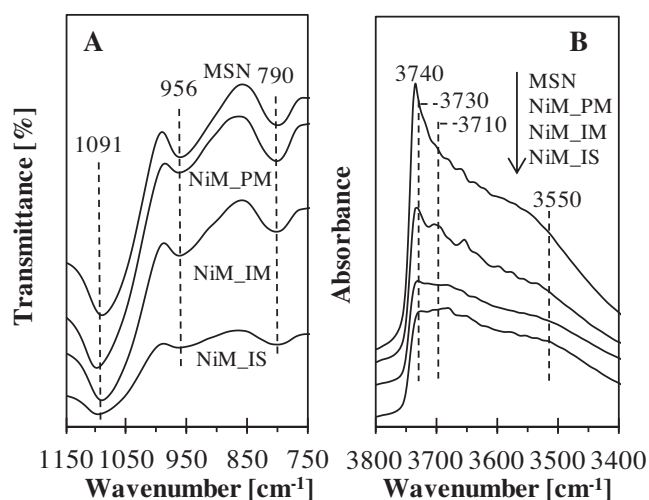 A
MSN
956
790
1091
NiM_PM
NiM_IM
NiM_IS
Transmittance [%]
1150 1050 950 850 750
Wavenumber [cm-1]
B
3740
3730
3710
MSN
NiM_PM
NiM_IM
NiM_IS
3550
Absorbance
3800 3700 3600 3500 3400
Wavenumber [cm-1]